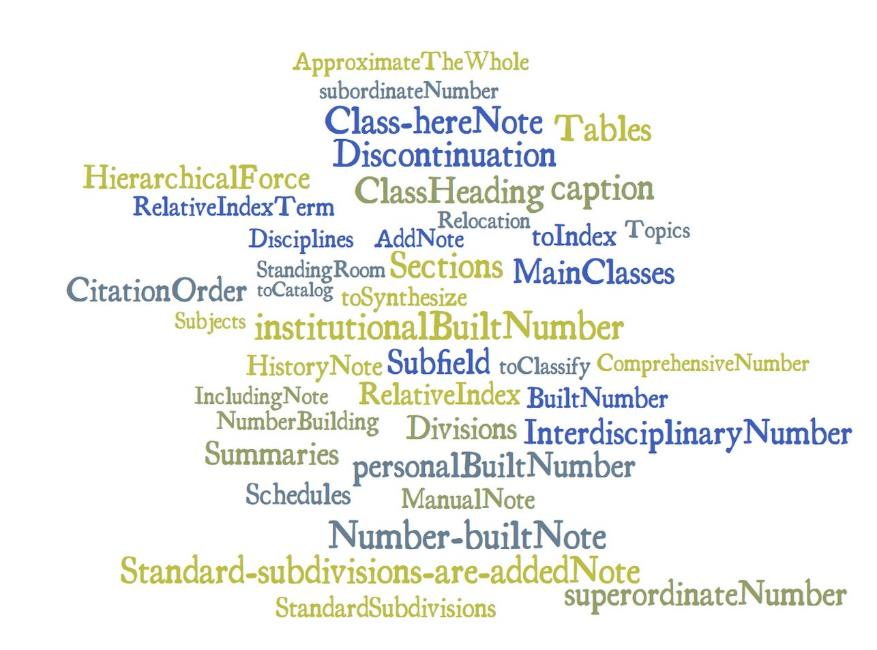 ApproximateTheWhole
subordinateNumber
Class-hereNote Tables
Discontinuation
HierarchicalForce ClassHeading caption
RelativeIndexTerm Relocation
Disciplines AddNote toIndex Topics
StandingRoom Sections MainClasses
CitationOrder toCatalog toSynthesize
Subjects institutionalBuiltNumber
HistoryNote Subfield toClassify ComprehensiveNumber
IncludingNote RelativeIndex BuiltNumber
NumberBuilding Divisions InterdisciplinaryNumber
Summaries personalBuiltNumber
Schedules ManualNote
Number-builtNote
Standard-subdivisions-are-addedNote
StandardSubdivisions superordinateNumber